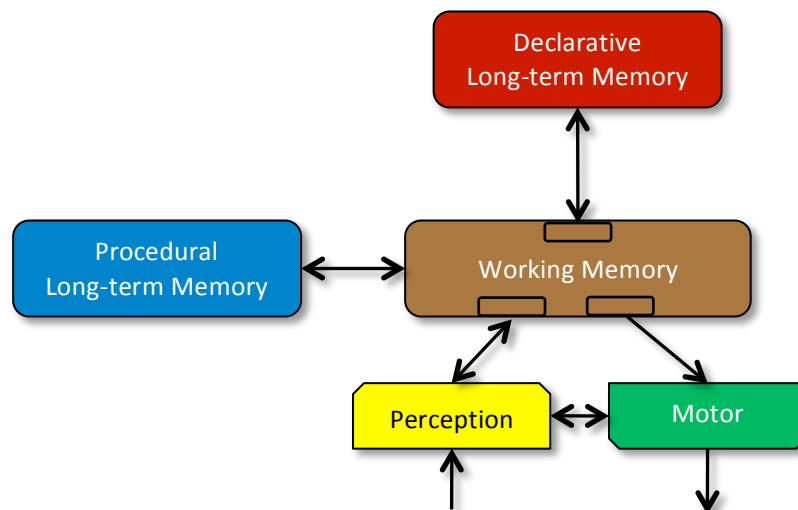 Declarative
Long-term Memory
Procedural
Long-term Memory
Working Memory
Perception
Motor